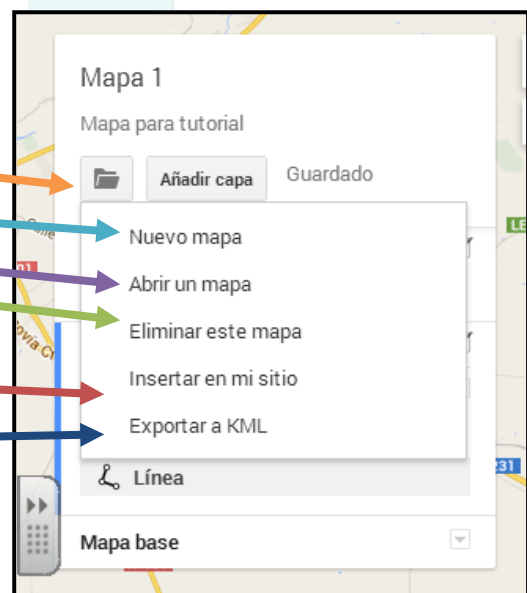 Mapa 1
Mapa para tutorial
Añadir capa Guardado
Nuevo mapa
Abrir un mapa
Eliminar este mapa
Insertar en mi sitio
Exportar a KML
Línea
Mapa base